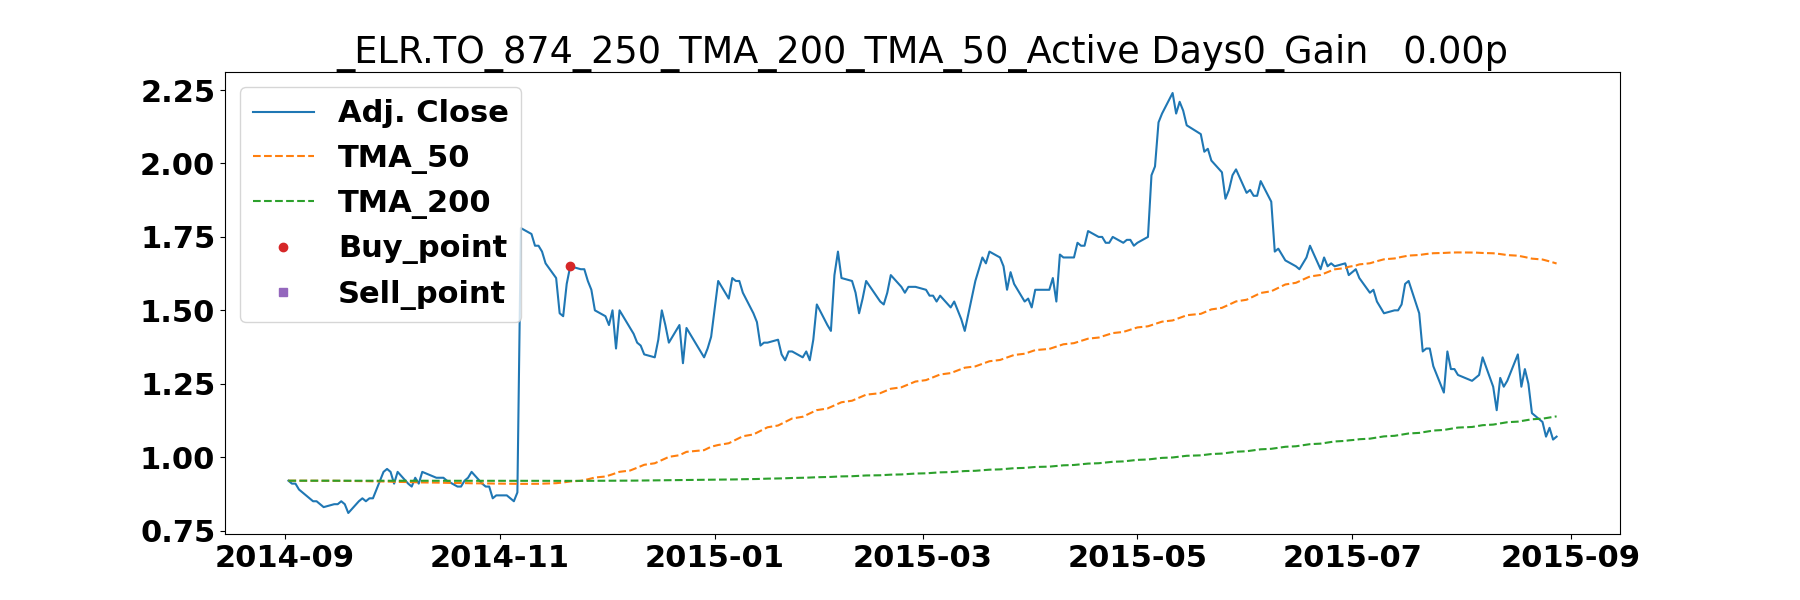 _ELR.TO_874_250_TMA_200_TMA_50_Active Days0_Gain   0.00p
2.25
2.00
1.75
1.50
1.25
1.00
0.75
Adj. Close
TMA_50
TMA_200
Buy_point
Sell_point
2014-09 2014-11 2015-01 2015-03 2015-05 2015-07 2015-09